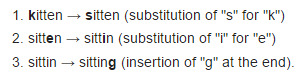 1. kitten → sitten (substitution of "s" for "k")
2. sitten → sittin (substitution of "i" for "e")
3. sittin → sitting (insertion of "g" at the end).